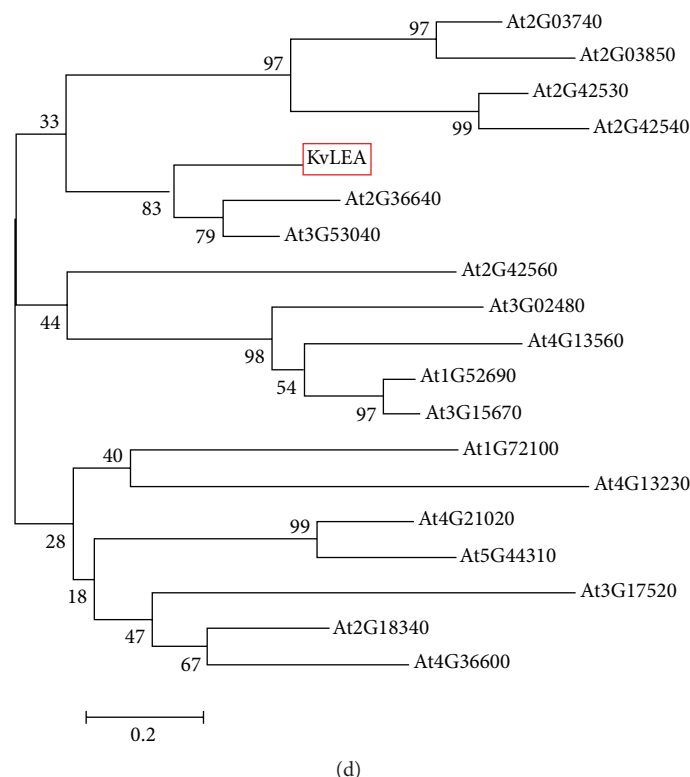 At2G03740
97
At2G03850
97
At2G42530
99
At2G42540
33
KvLEA
83
At2G36640
79
At3G53040
At2G42560
44
At3G02480
98
At4G13560
54
At1G52690
97
At3G15670
At1G72100
40
At4G13230
28
At4G21020
99
At5G44310
18
At3G17520
47
At2G18340
67
At4G36600
0.2
(d)